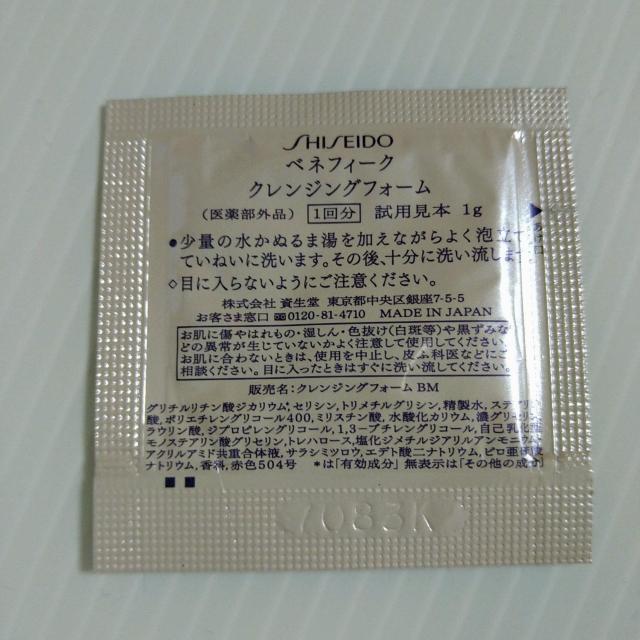 SHISEIDO
ベネフィーク
クレンジングフォーム
（医薬部外品） 1回分 試用見本 1g
●少量の水かぬるま湯を加えながらよく泡立て
ていねいに洗います。その後、十分に洗い流しま
◇目に入らないようにご注意ください。
株式会社 資生堂 東京都中央区銀座7-5-5
お客さま窓口 0120-81-4710 MADE IN JAPAN
お肌に傷やはれもの・湿しん・色抜け(白斑等)や黒ずみな
どの異常が生じていないかよく注意して使用してください。
お肌に合わないときは、使用を中止し、皮ふ科医などにご
相談ください。目に入ったときはすぐに洗い流してください。
販売名：クレンジングフォームBM
グリチルリチン酸ジカリウム*, セリシン, トリメチルグリシン, 精製水, ステアリン
酸, ポリエチレングリコール400, ミリスチン酸, 水酸化カリウム, 濃グリセリン,
ラウリン酸, ジプロピレングリコール, 1,3-ブチレングリコール, 自己乳化型
モノステアリン酸グリセリン, トレハロース, 塩化ジメチルジアリルアンモニウム・
アクリルアミド共重合体液, サラシミツロウ, エデト酸二ナトリウム, ピロ亜硫酸
ナトリウム, 香料, 赤色504号 *は「有効成分」無表示は「その他の成分」
7083K